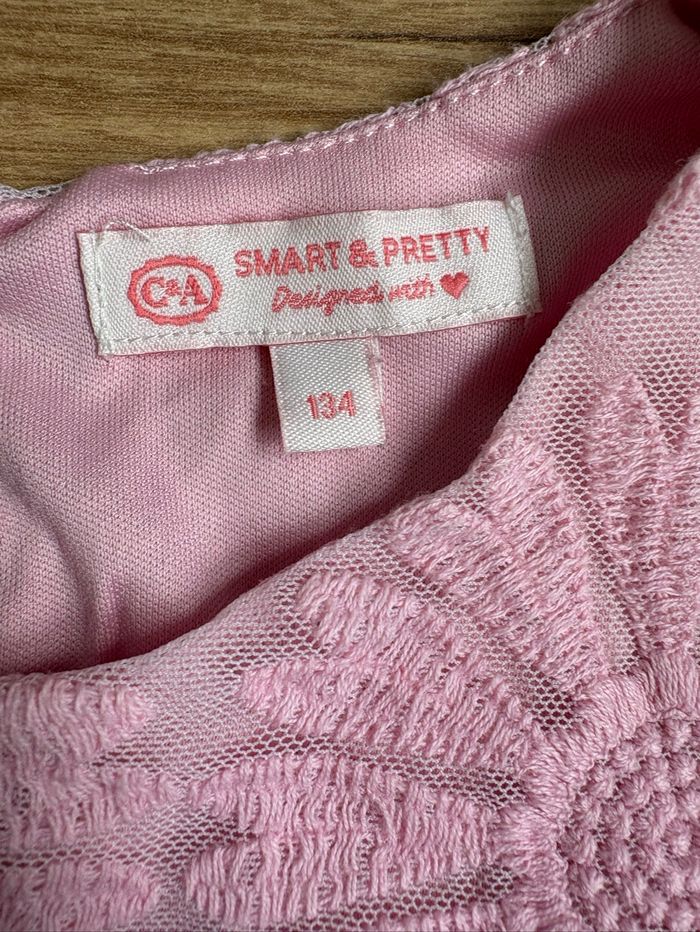 C&A
SMART & PRETTY
Designed with ♥
134